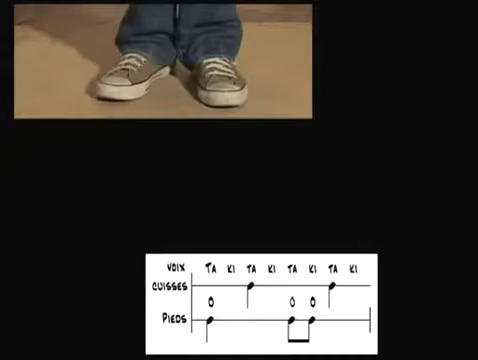 VOIX TA KI TA KI TA KI TA KI
CUISSES
O O O
PIEDS